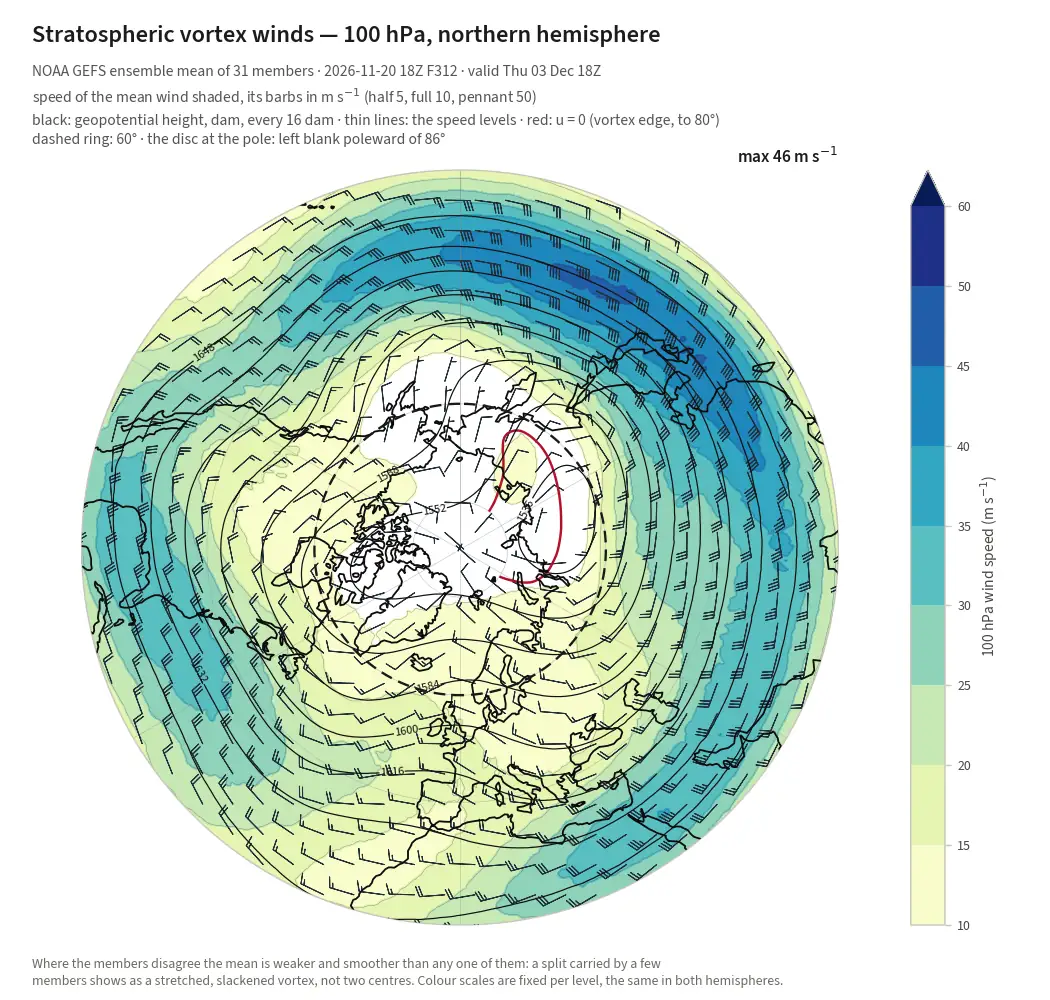 Stratospheric vortex winds — 100 hPa, northern hemisphere
NOAA GEFS ensemble mean of 31 members · 2026-11-20 18Z F312 · valid Thu 03 Dec 18Z
speed of the mean wind shaded, its barbs in m s⁻¹ (half 5, full 10, pennant 50)
black: geopotential height, dam, every 16 dam · thin lines: the speed levels · red: u = 0 (vortex edge, to 80°)
dashed ring: 60° · the disc at the pole: left blank poleward of 86°
max 46 m s⁻¹
60
50
45
40
35
30
25
20
15
10
100 hPa wind speed (m s⁻¹)
1648
1568
1552
1632
1584
1600
1616
Where the members disagree the mean is weaker and smoother than any one of them: a split carried by a few
members shows as a stretched, slackened vortex, not two centres. Colour scales are fixed per level, the same in both hemispheres.